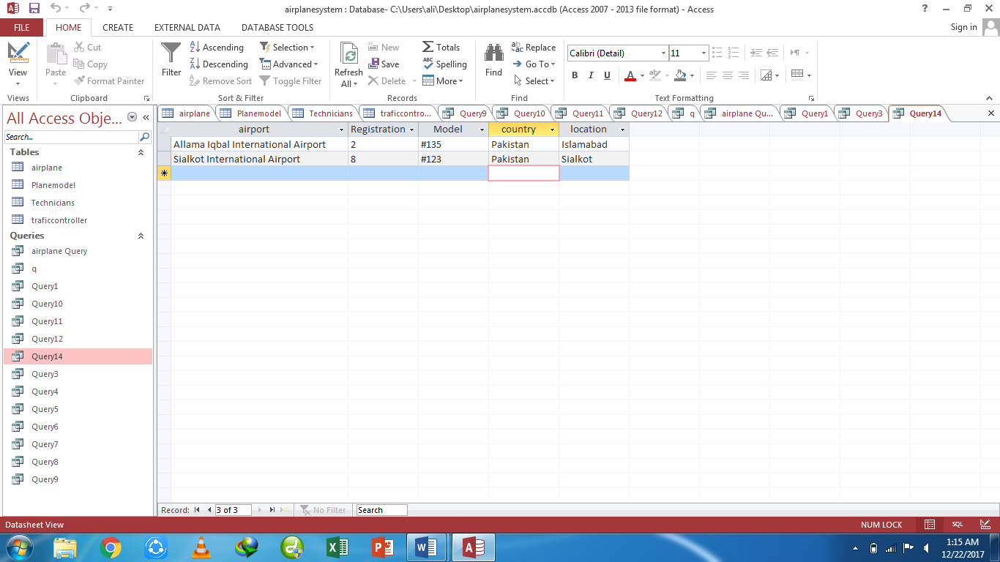 airplanesystem : Database- C:\Users\ali\Desktop\airplanesystem.accdb (Access 2007 - 2013 file format) - Access
FILE HOME CREATE EXTERNAL DATA DATABASE TOOLS Sign in
View
Views
Paste
Cut
Copy
Format Painter
Clipboard
Filter
Ascending
Descending
Remove Sort
Selection
Advanced
Toggle Filter
Sort & Filter
Refresh
All
New
Save
Delete
Totals
Spelling
More
Records
Find
Replace
Go To
Select
Find
Calibri (Detail) 11
B I U A
Text Formatting
All Access Obje...
Search...
Tables
airplane
Planemodel
Technicians
traficcontroller
Queries
airplane Query
q
Query1
Query10
Query11
Query12
Query14
Query3
Query4
Query5
Query6
Query7
Query8
Query9
airplane Planemodel Technicians traficcontro... Query9 Query10 Query11 Query12 q airplane Qu... Query1 Query3 Query14
airport Registration Model country location
Allama Iqbal International Airport 2 #135 Pakistan Islamabad
Sialkot International Airport 8 #123 Pakistan Sialkot
Record: 3 of 3 No Filter Search
Datasheet View NUM LOCK SQL
1:15 AM
12/22/2017